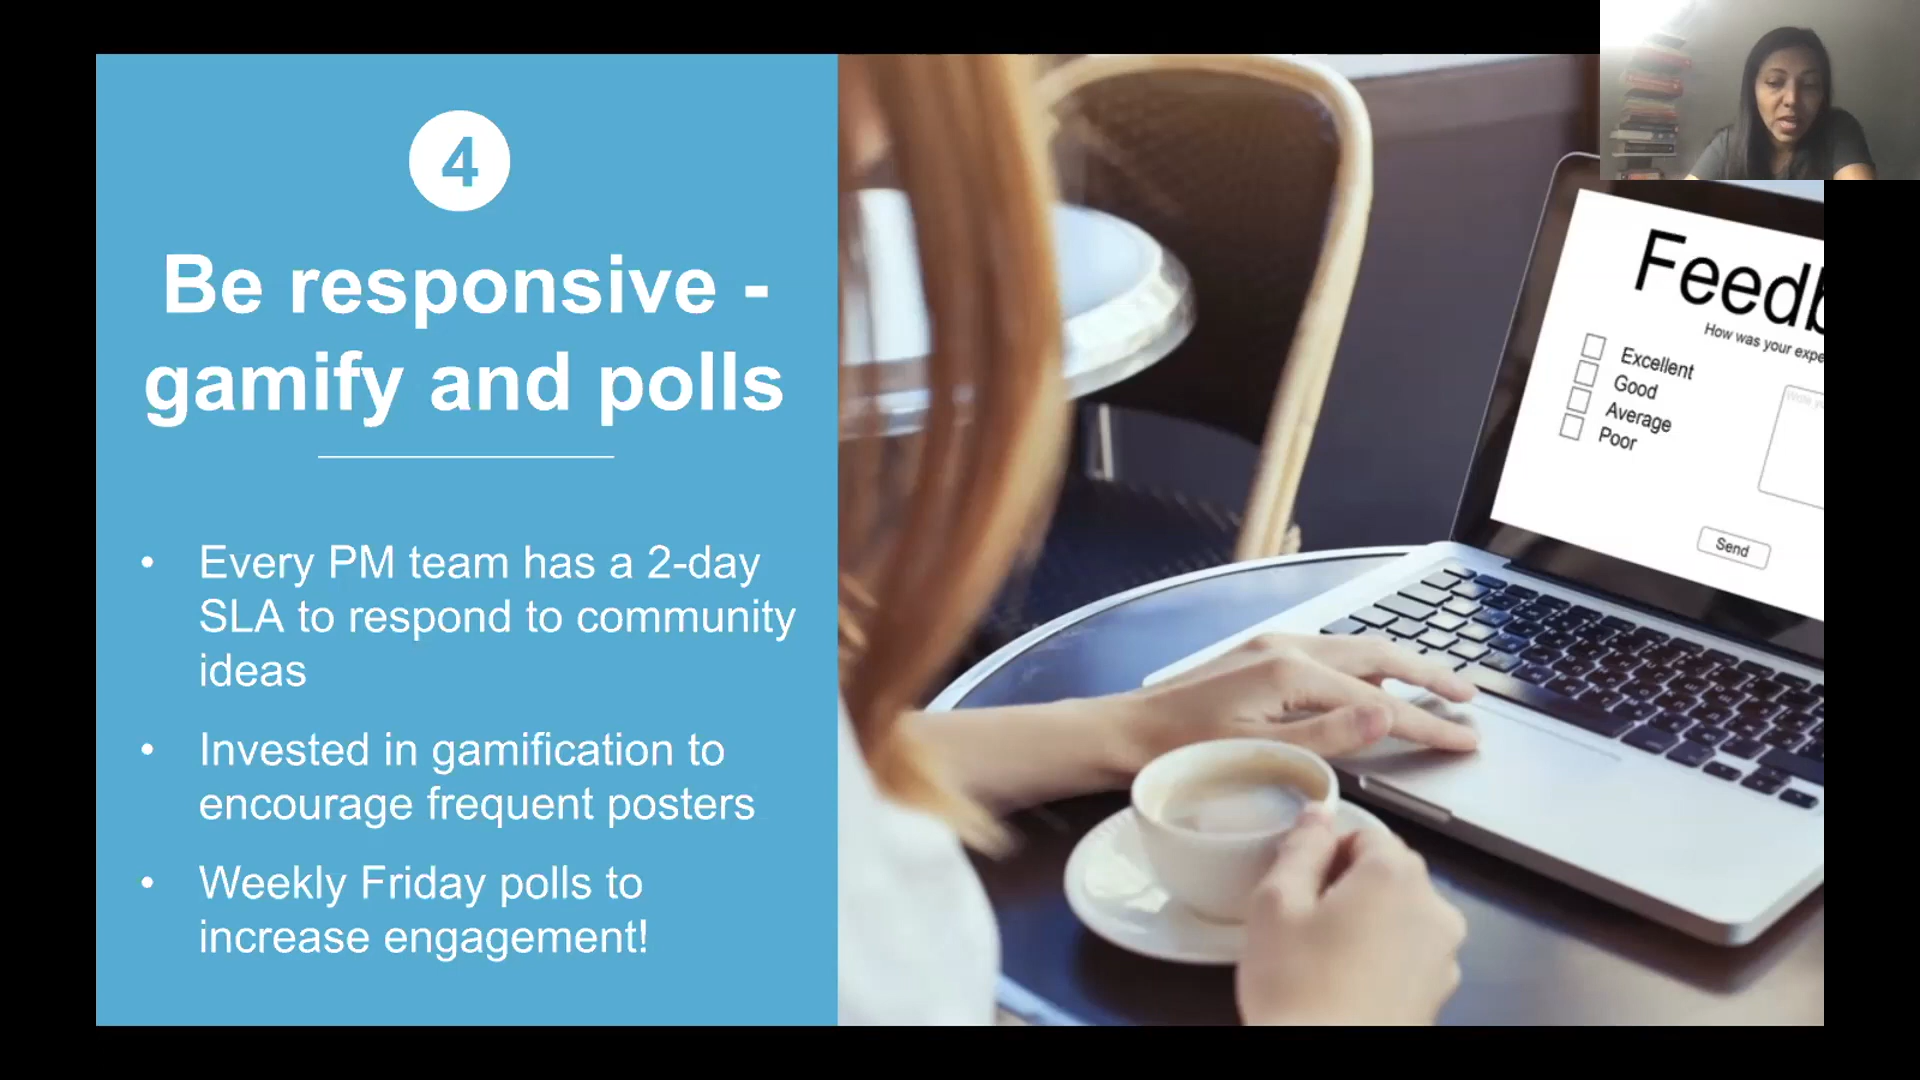 4
Be responsive -
gamify and polls
• Every PM team has a 2-day
SLA to respond to community
ideas
• Invested in gamification to
encourage frequent posters
• Weekly Friday polls to
increase engagement!
Feedb
How was your expe
Excellent
Good
Average
Poor
Send